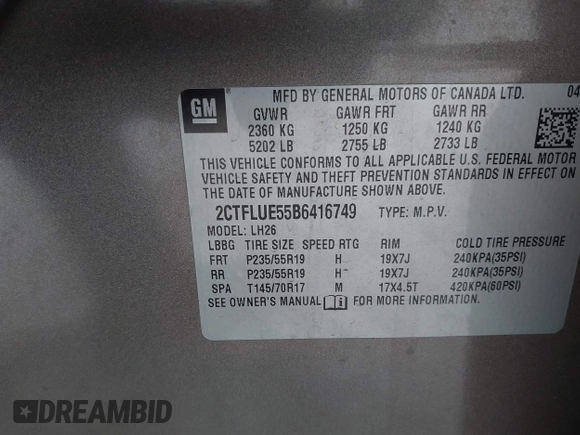 GM
MFD BY GENERAL MOTORS OF CANADA LTD. 04
GVWR GAWR FRT GAWR RR
2360 KG 1250 KG 1240 KG
5202 LB 2755 LB 2733 LB
THIS VEHICLE CONFORMS TO ALL APPLICABLE U.S. FEDERAL MOTOR
VEHICLE SAFETY AND THEFT PREVENTION STANDARDS IN EFFECT ON
THE DATE OF MANUFACTURE SHOWN ABOVE.
2CTFLUE55B6416749 TYPE: M.P.V.
MODEL: LH26
LBBG TIRE SIZE SPEED RTG RIM COLD TIRE PRESSURE
FRT P235/55R19 H 19X7J 240KPA(35PSI)
RR P235/55R19 H 19X7J 240KPA(35PSI)
SPA T145/70R17 M 17X4.5T 420KPA(60PSI)
SEE OWNER'S MANUAL FOR MORE INFORMATION.
DREAMBID